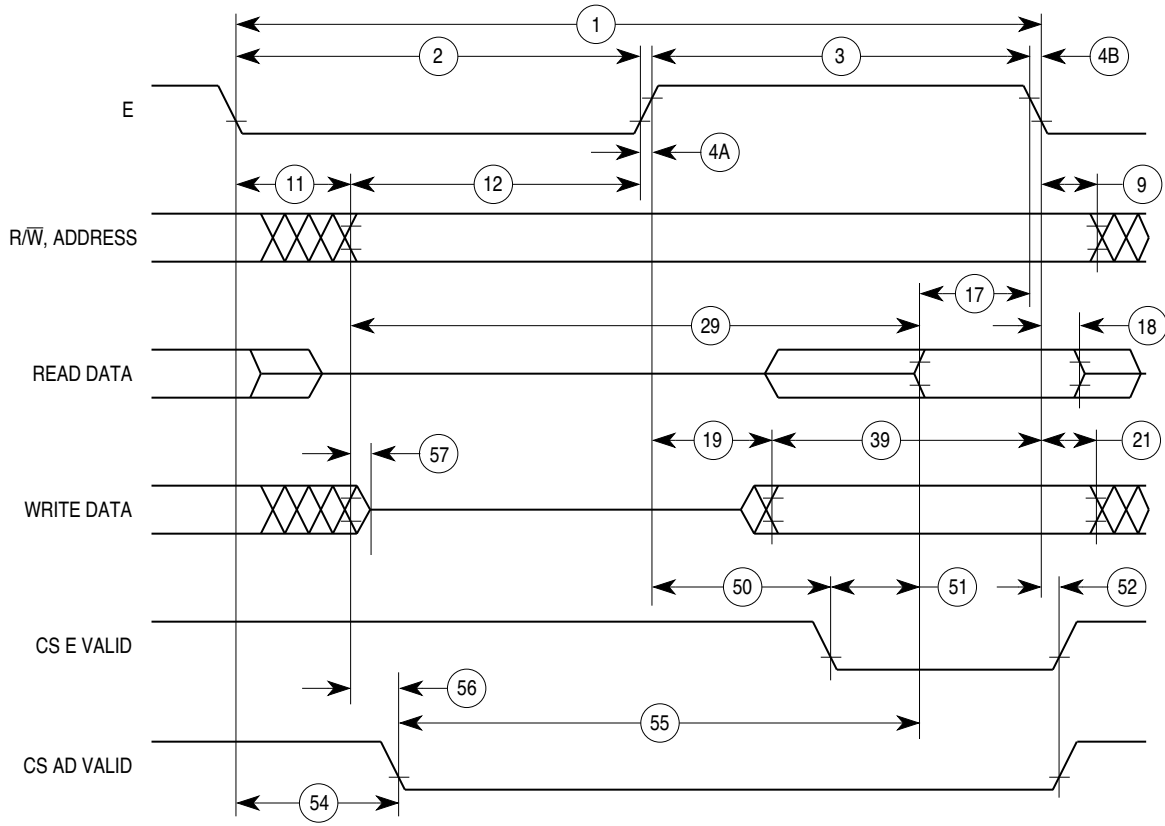 1
2
3
4B
E
4A
11
12
9
R/W̅, ADDRESS
17
29
18
READ DATA
19
39
21
57
WRITE DATA
50
51
52
CS E VALID
56
55
CS AD VALID
54